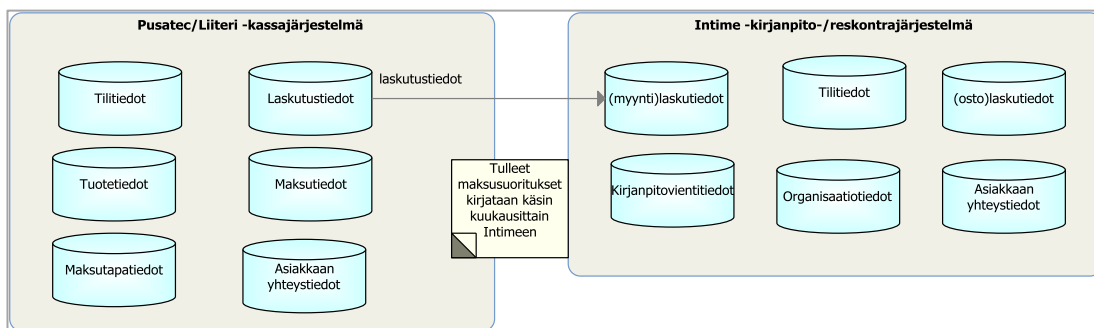 Pusatec/Liiteri -kassajärjestelmä
Tilitiedot
Laskutustiedot
laskutustiedot
Tuotetiedot
Maksutiedot
Maksutapatiedot
Asiakkaan
yhteystiedot
Tulleet
maksusuoritukset
kirjataan käsin
kuukausittain
Intimeen
Intime -kirjanpito-/reskontrajärjestelmä
(myynti)laskutiedot
Tilitiedot
(osto)laskutiedot
Kirjanpitovientitiedot
Organisaatiotiedot
Asiakkaan
yhteystiedot